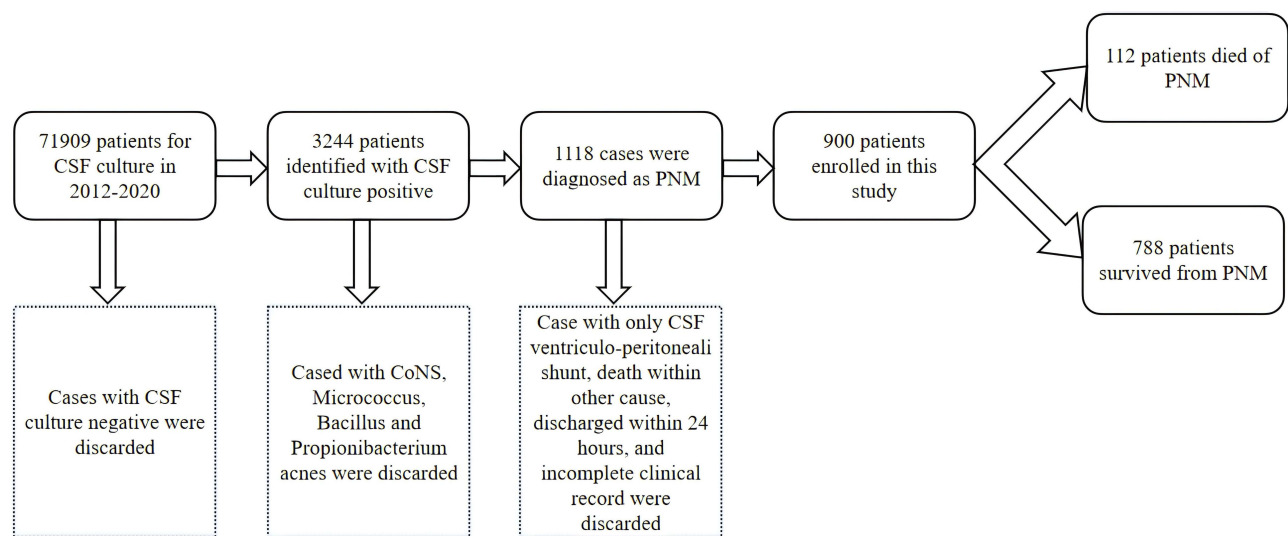 71909 patients for
CSF culture in
2012-2020
3244 patients
identified with CSF
culture positive
1118 cases were
diagnosed as PNM
900 patients
enrolled in this
study
112 patients died of
PNM
788 patients
survived from PNM
Cases with CSF
culture negative were
discarded
Cased with CoNS,
Micrococcus,
Bacillus and
Propionibacterium
acnes were discarded
Case with only CSF
ventriculo-peritoneali
shunt, death within
other cause,
discharged within 24
hours, and
incomplete clinical
record were
discarded